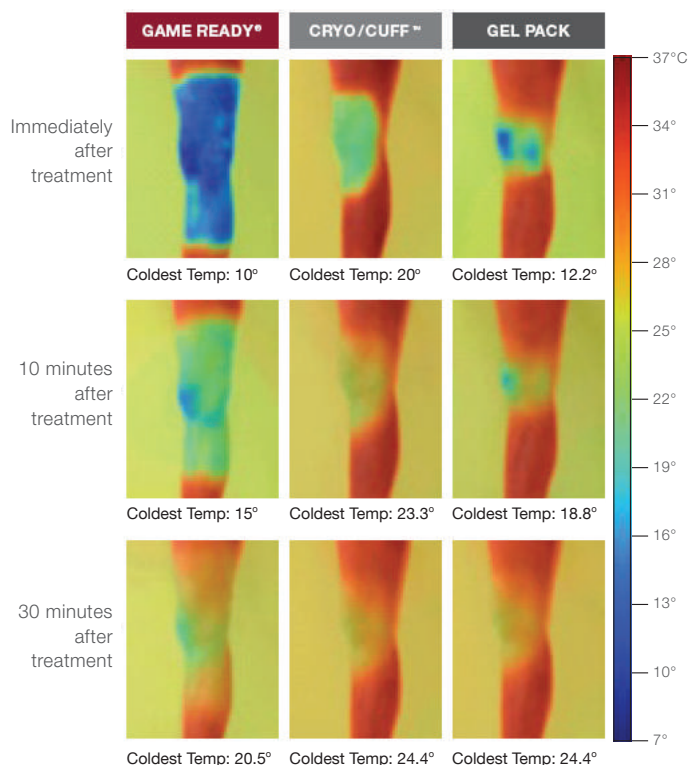 GAME READY®
CRYO/CUFF™
GEL PACK
Immediately
after
treatment
Coldest Temp: 10°
Coldest Temp: 20°
Coldest Temp: 12.2°
10 minutes
after
treatment
Coldest Temp: 15°
Coldest Temp: 23.3°
Coldest Temp: 18.8°
30 minutes
after
treatment
Coldest Temp: 20.5°
Coldest Temp: 24.4°
Coldest Temp: 24.4°
37°C
34°
31°
28°
25°
22°
19°
16°
13°
10°
7°